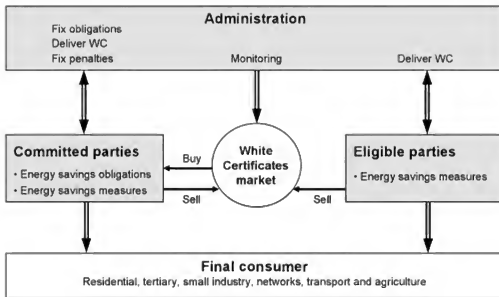 Administration
Fix obligations
Deliver WC
Fix penalties
Monitoring
Deliver WC
Committed parties
• Energy savings obligations
• Energy savings measures
Buy
Sell
White
Certificates
market
Sell
Eligible parties
• Energy savings measures
Final consumer
Residential, tertiary, small industry, networks, transport and agriculture